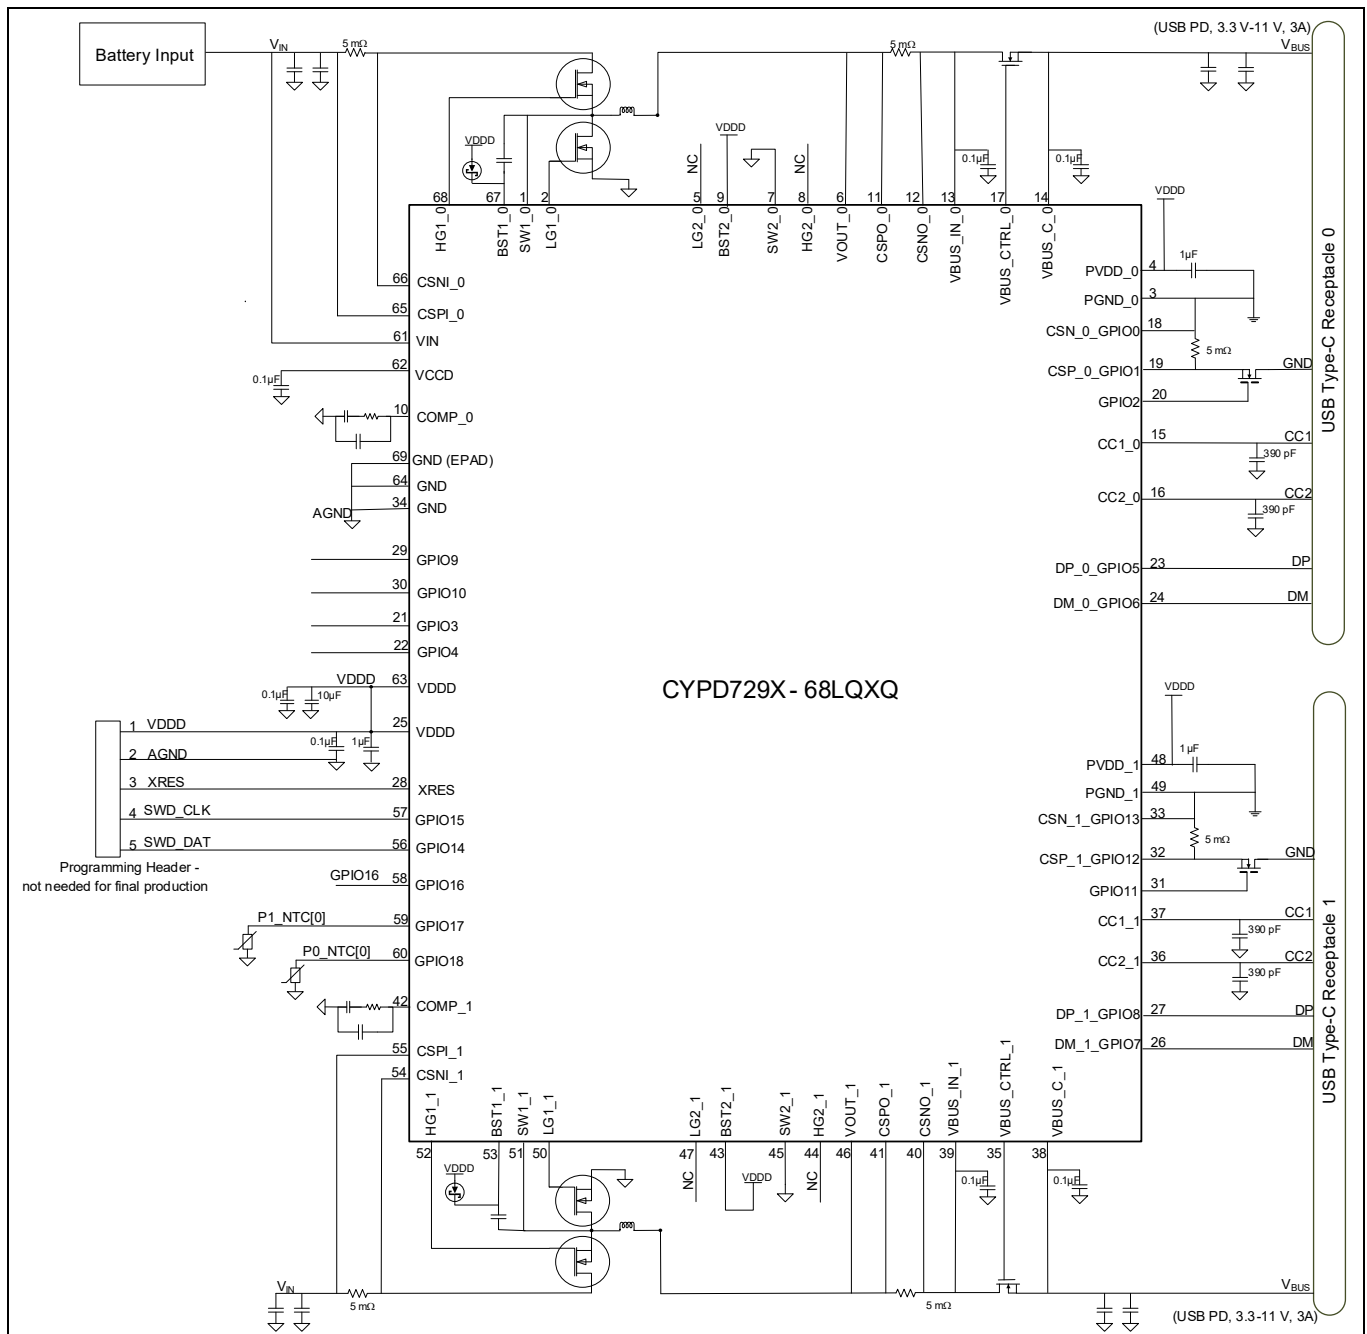 (USB PD, 3.3 V-11 V, 3A)
Battery Input
VIN
5 mΩ
5 mΩ
VBUS
VDDD
VDDD
NC
NC
0.1µF
0.1µF
VDDD
68
67
1
2
5
9
7
8
6
11
12
13
17
14
HG1_0
BST1_0
SW1_0
LG1_0
LG2_0
BST2_0
SW2_0
HG2_0
VOUT_0
CSPO_0
CSNO_0
VBUS_IN_0
VBUS_CTRL_0
VBUS_C_0
66 CSNI_0
65 CSPI_0
61 VIN
62 VCCD
0.1µF
10 COMP_0
69 GND (EPAD)
64 GND
34 GND
AGND
29 GPIO9
30 GPIO10
21 GPIO3
22 GPIO4
VDDD 63 VDDD
0.1µF
10µF
25 VDDD
0.1µF
1µF
1 VDDD
2 AGND
3 XRES
4 SWD_CLK
5 SWD_DAT
28 XRES
57 GPIO15
56 GPIO14
Programming Header -
not needed for final production
GPIO16 58 GPIO16
P1_NTC[0] 59 GPIO17
P0_NTC[0] 60 GPIO18
42 COMP_1
55 CSPI_1
54 CSNI_1
CYPD729X - 68LQXQ
PVDD_0 4
1µF
PGND_0 3
CSN_0_GPIO0 18
5 mΩ
CSP_0_GPIO1 19 GND
GPIO2 20
CC1_0 15 CC1
390 pF
CC2_0 16 CC2
390 pF
DP_0_GPIO5 23 DP
DM_0_GPIO6 24 DM
USB Type-C Receptacle 0
VDDD
PVDD_1 48
1µF
PGND_1 49
CSN_1_GPIO13 33
5 mΩ
CSP_1_GPIO12 32 GND
GPIO11 31
CC1_1 37 CC1
390 pF
CC2_1 36 CC2
390 pF
DP_1_GPIO8 27 DP
DM_1_GPIO7 26 DM
USB Type-C Receptacle 1
HG1_1
BST1_1
SW1_1
LG1_1
LG2_1
BST2_1
SW2_1
HG2_1
VOUT_1
CSPO_1
CSNO_1
VBUS_IN_1
VBUS_CTRL_1
VBUS_C_1
52
53
51
50
47
43
45
44
46
41
40
39
35
38
VDDD
NC
VDDD
NC
0.1µF
0.1µF
VIN
5 mΩ
5 mΩ
VBUS
(USB PD, 3.3-11 V, 3A)